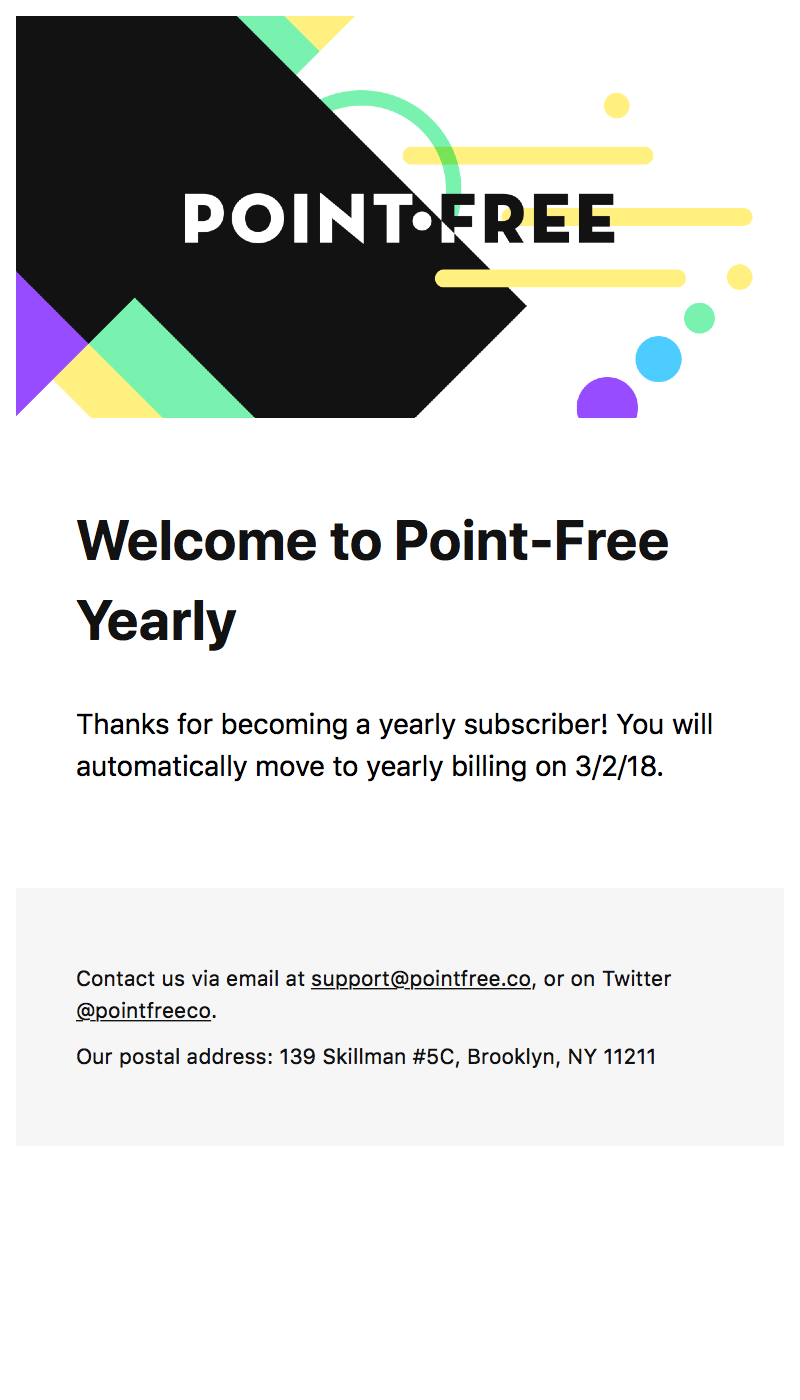 POINT•FREE
Welcome to Point-Free
Yearly
Thanks for becoming a yearly subscriber! You will
automatically move to yearly billing on 3/2/18.
Contact us via email at support@pointfree.co, or on Twitter
@pointfreeco.
Our postal address: 139 Skillman #5C, Brooklyn, NY 11211